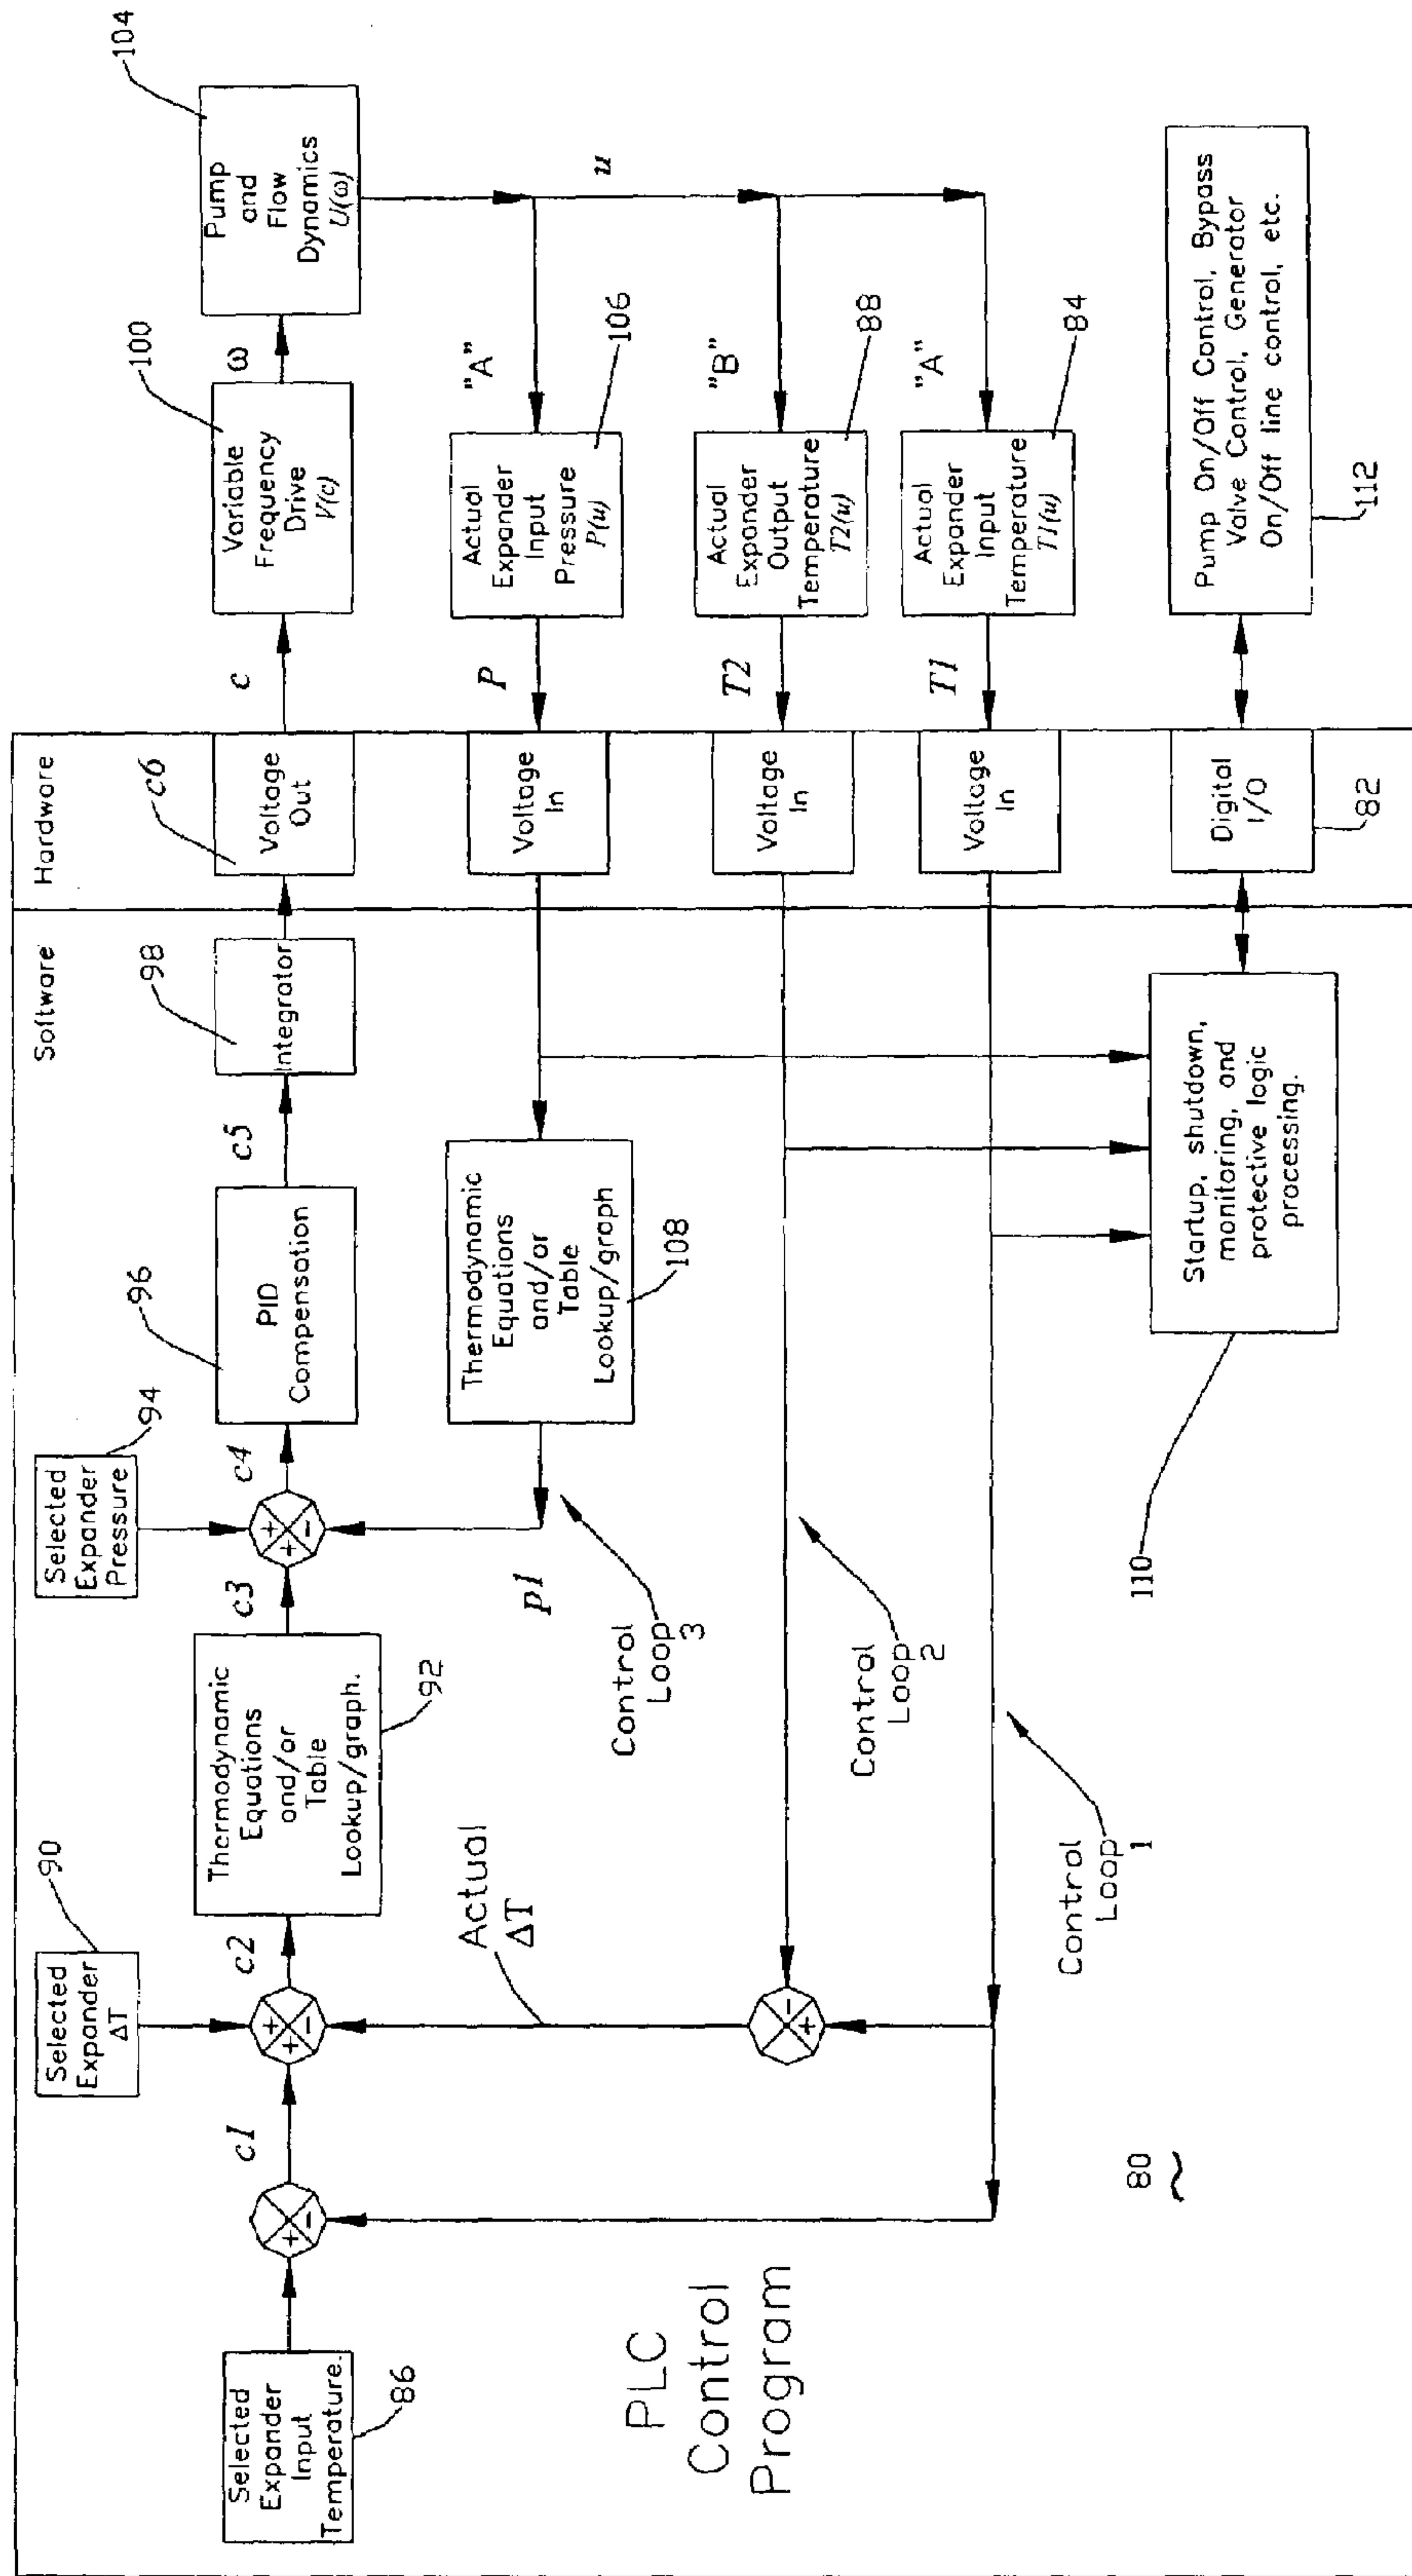 Software
Hardware
Selected
Expander
Input
Temperature.
86
c1
Selected
Expander
ΔT
90
+
-
+
+
-
c2
Thermodynamic
Equations
and/or
Table
Lookup/graph.
92
c3
Selected
Expander
Pressure
94
+
+
-
c4
PID
Compensation
96
c5
Integrator
98
Voltage
Out
c6
c
Variable
Frequency
Drive
V(c)
100
ω
Pump
and
Flow
Dynamics
U(ω)
104
u
"A"
Actual
Expander
Input
Pressure
P(u)
106
P
Voltage
In
Thermodynamic
Equations
and/or
Table
Lookup/graph
108
p1
Control
Loop
3
"B"
Actual
Expander
Output
Temperature
T2(u)
88
T2
Voltage
In
Control
Loop
2
Actual
ΔT
-
+
"A"
Actual
Expander
Input
Temperature
T1(u)
84
T1
Voltage
In
Control
Loop
1
PLC
Control
Program
80
Startup, shutdown,
monitoring, and
protective logic
processing.
110
Digital
I/O
82
Pump On/Off Control, Bypass
Valve Control, Generator
On/Off line control, etc.
112